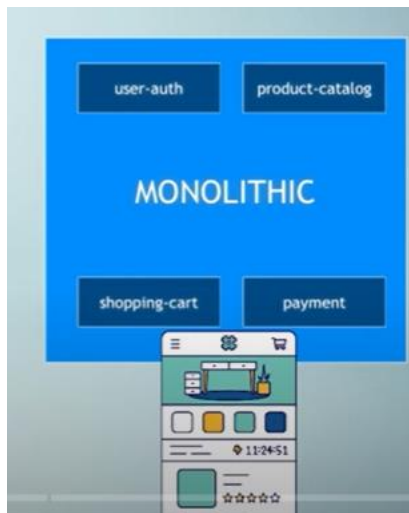 user-auth
product-catalog
MONOLITHIC
shopping-cart
payment
11:24:51